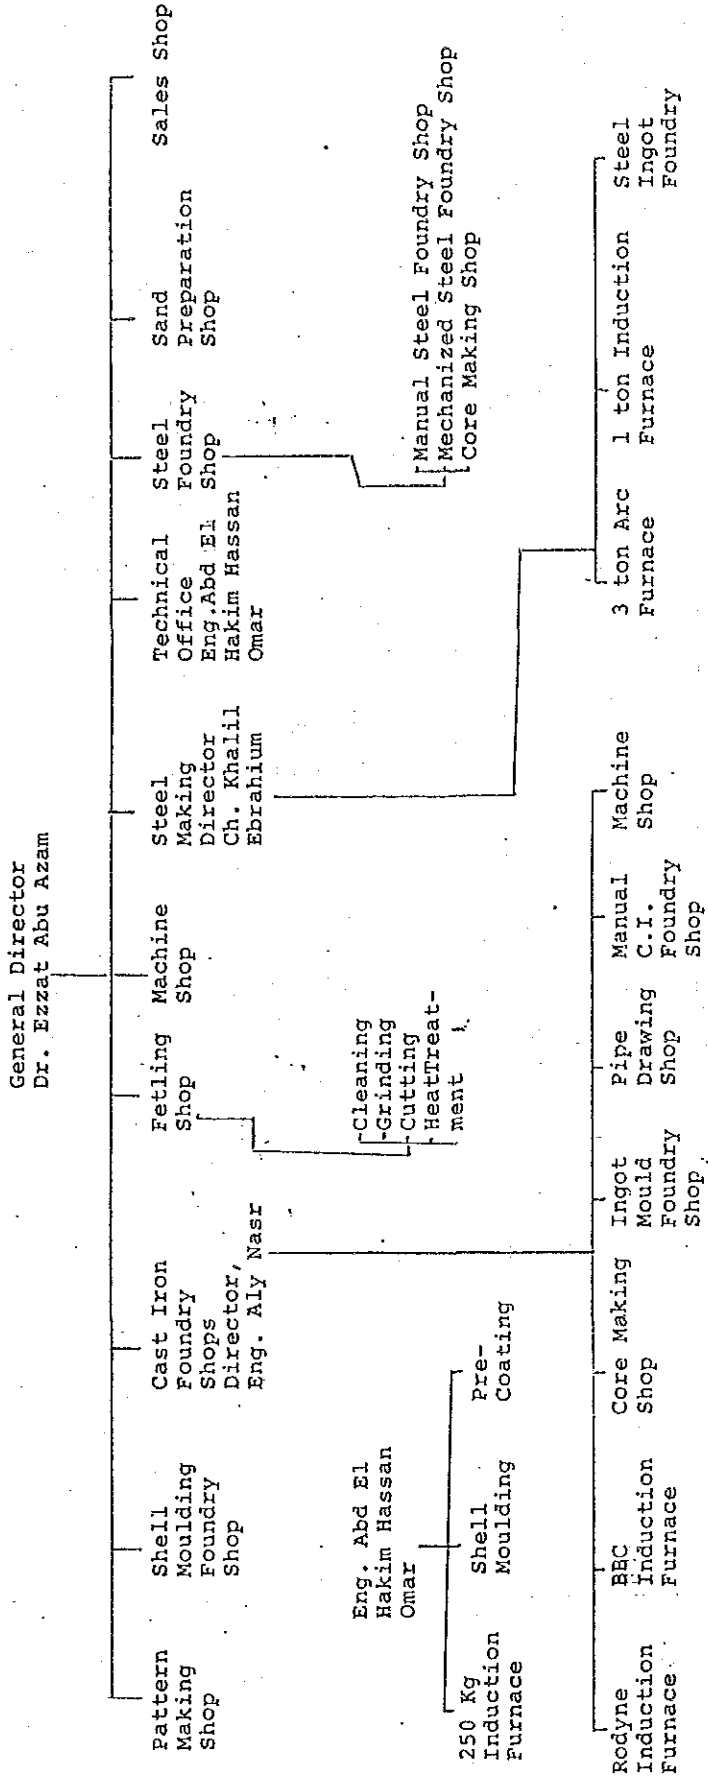 General Director
Dr. Ezzat Abu Azam
Pattern
Making
Shop
Shell
Moulding
Foundry
Shop
Cast Iron
Foundry
Shops
Director,
Eng. Aly Nasr
Fetling
Shop
Machine
Shop
Steel
Making
Director
Ch. Khalil
Ebrahium
Technical
Office
Eng.Abd El
Hakim Hassan
Omar
Steel
Foundry
Shop
Sand
Preparation
Shop
Sales Shop
Eng. Abd El
Hakim Hassan
Omar
250 Kg
Induction
Furnace
Shell
Moulding
Pre-
Coating
Cleaning
Grinding
Cutting
HeatTreat-
ment
Manual Steel Foundry Shop
Mechanized Steel Foundry Shop
Core Making Shop
Rodyne
Induction
Furnace
BBC
Induction
Furnace
Core Making
Shop
Ingot
Mould
Foundry
Shop
Pipe
Drawing
Shop
Manual
C.I.
Foundry
Shop
Machine
Shop
3 ton Arc
Furnace
1 ton Induction
Furnace
Steel
Ingot
Foundry